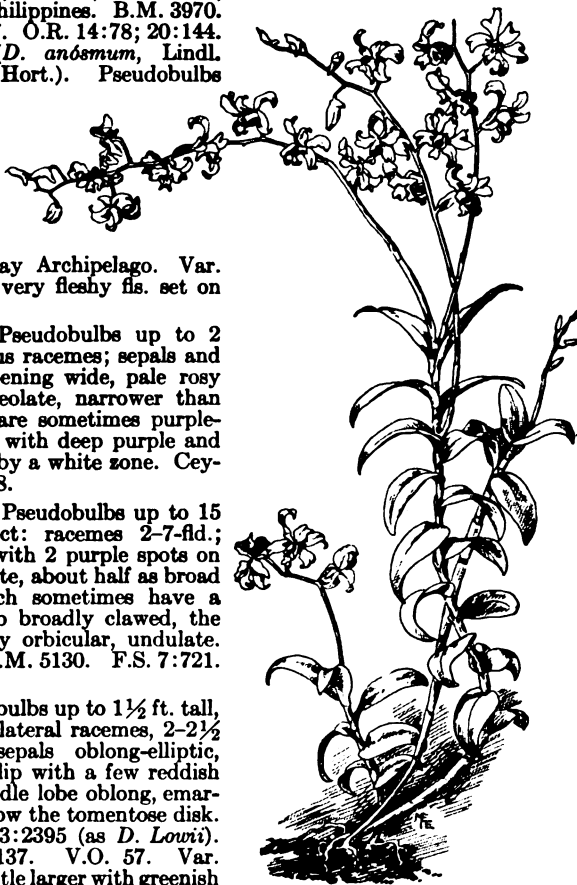 hilippines. B.M. 3970.
O.R. 14:78; 20:144.
D. anósmum, Lindl.
Hort.). Pseudobulbs
ay Archipelago. Var.
very fleshy fls. set on
Pseudobulbs up to 2
us racemes; sepals and
ening wide, pale rosy
eolate, narrower than
are sometimes purple-
with deep purple and
by a white zone. Cey-
8.
Pseudobulbs up to 15
ct: racemes 2-7-fld.;
with 2 purple spots on
te, about half as broad
ch sometimes have a
broadly clawed, the
y orbicular, undulate.
.M. 5130. F.S. 7:721.
bulbs up to 1½ ft. tall,
lateral racemes, 2-2½
sepals oblong-elliptic,
lip with a few reddish
dle lobe oblong, emar-
ow the tomentose disk.
3:2395 (as D. Lowii).
137. V.O. 57. Var.
tle larger with greenish